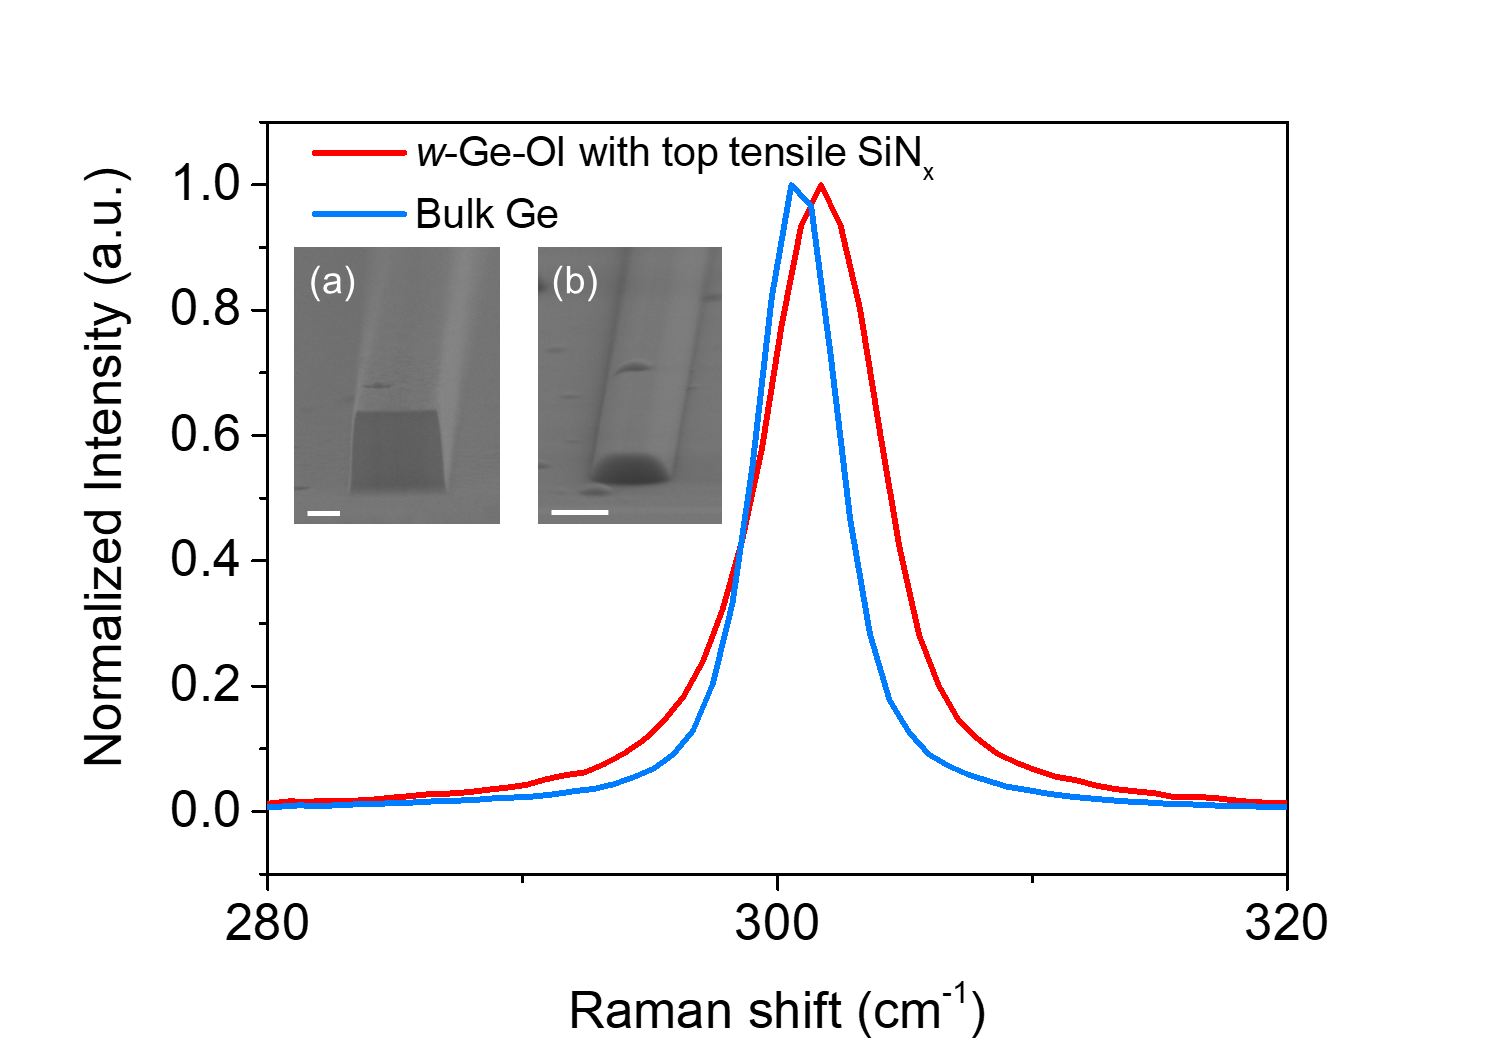 w-Ge-OI with top tensile SiNx
Bulk Ge
(a)
(b)
Normalized Intensity (a.u.)
1.0
0.8
0.6
0.4
0.2
0.0
280
300
320
Raman shift (cm-1)